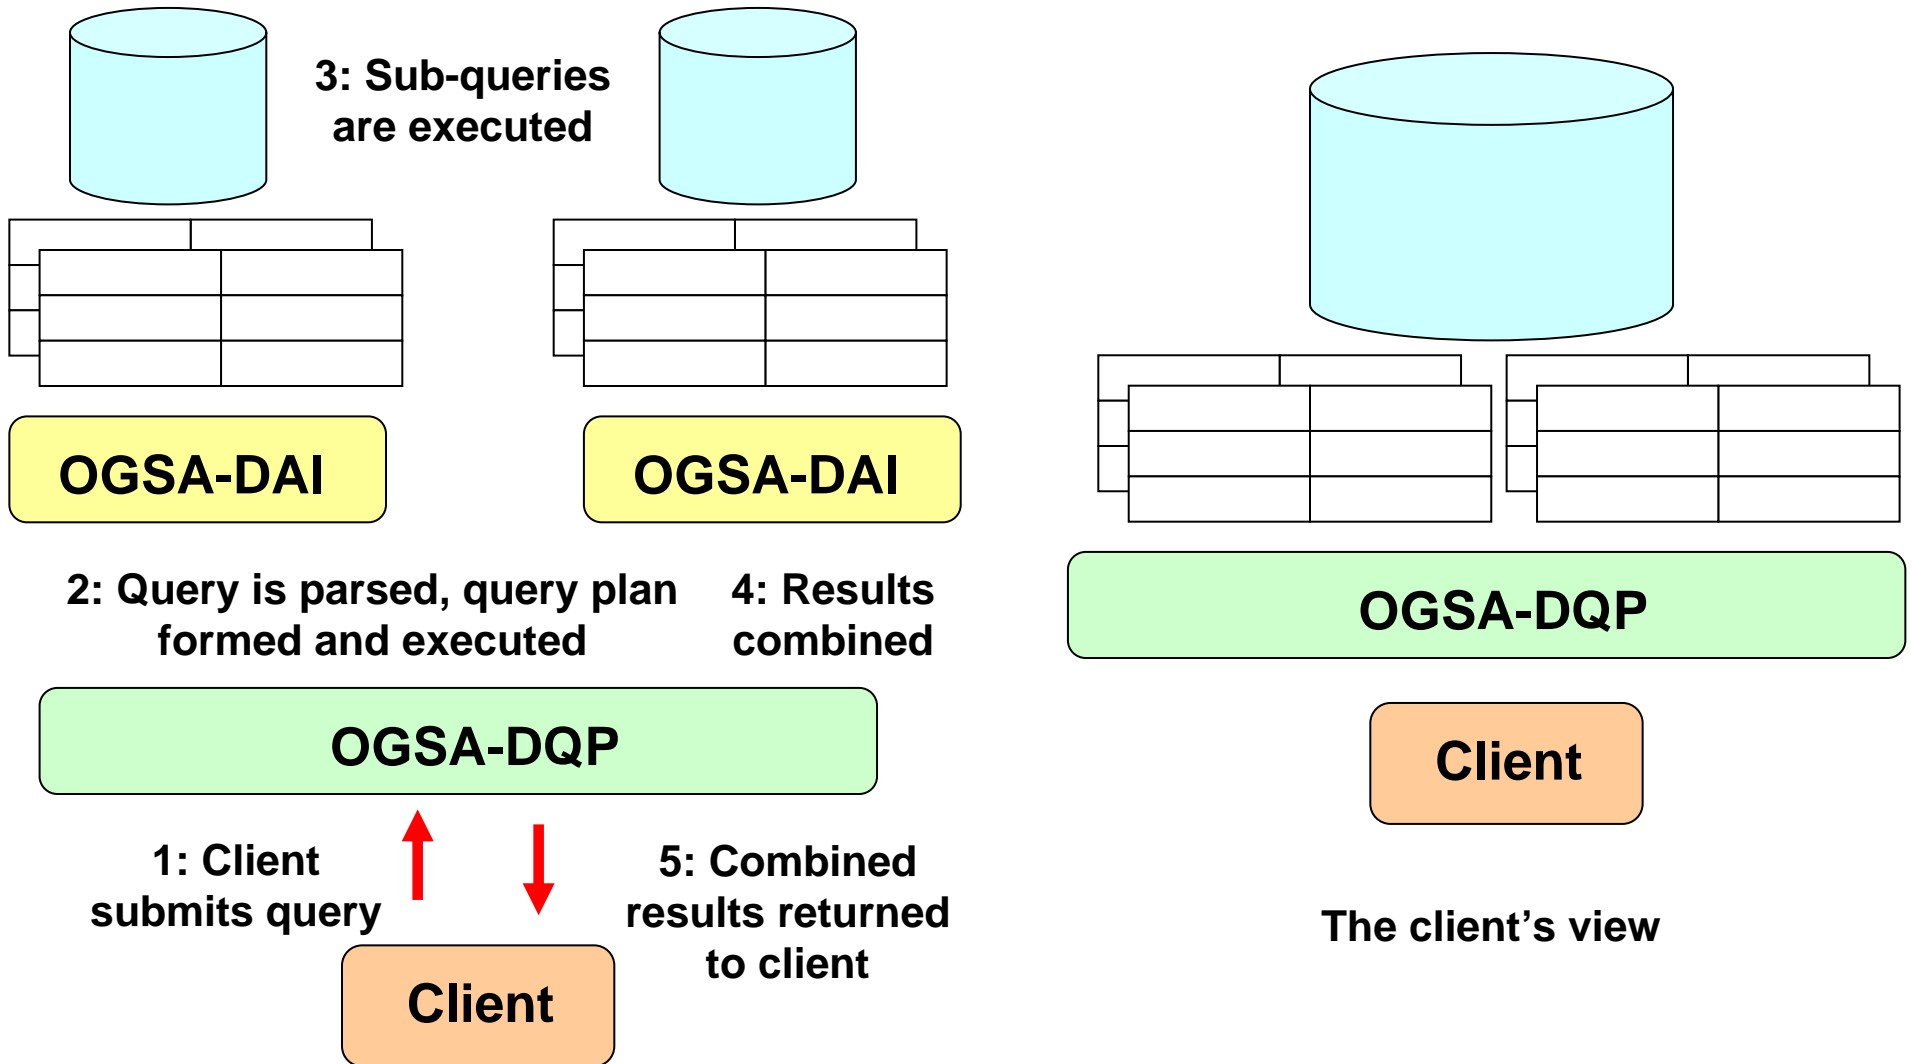 3: Sub-queries
are executed
OGSA-DAI
OGSA-DAI
2: Query is parsed, query plan
formed and executed
4: Results
combined
OGSA-DQP
1: Client
submits query
5: Combined
results returned
to client
Client
OGSA-DQP
Client
The client’s view